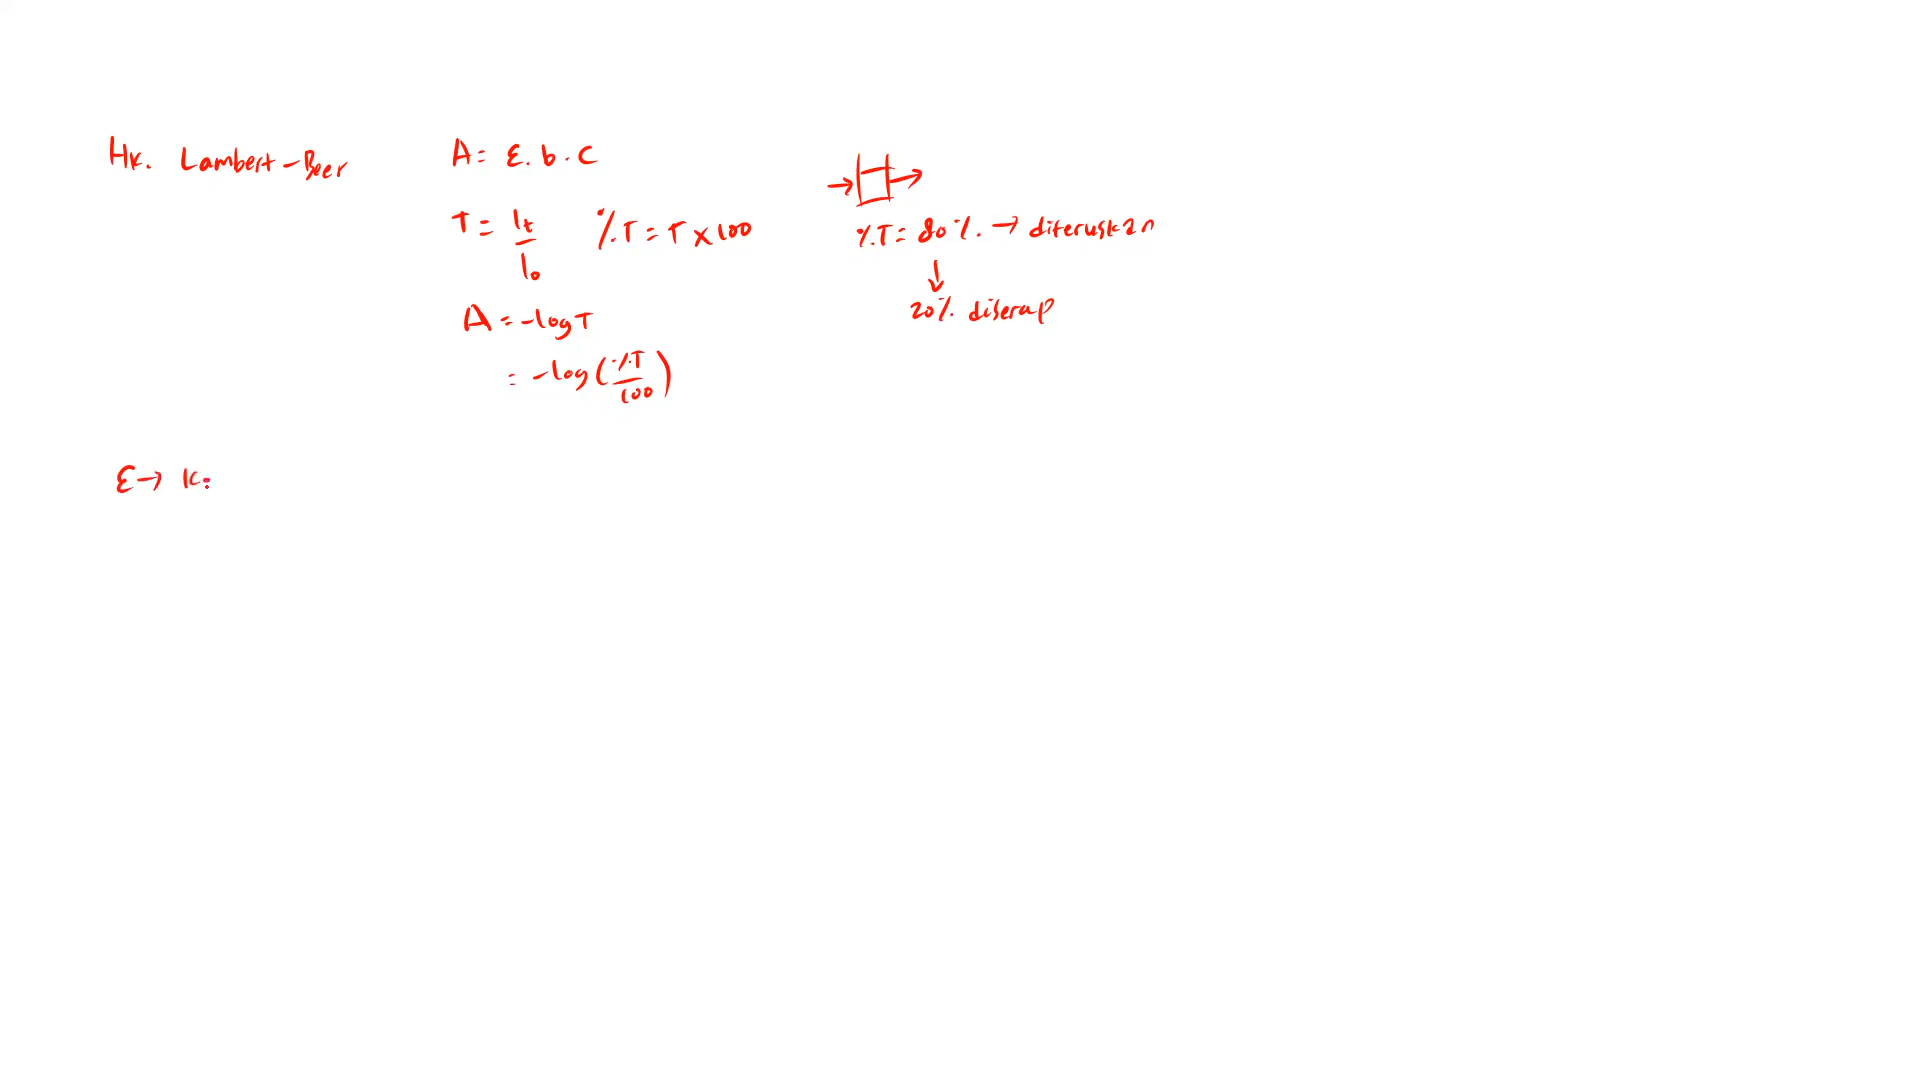 Hk. Lambert-Beer
A = ε. b. C
T = It / Io
%T = T x 100
A = -log T
= -log (%T / 100)
%T = 80% → diteruskan
↓
20% diserap
ε → K.